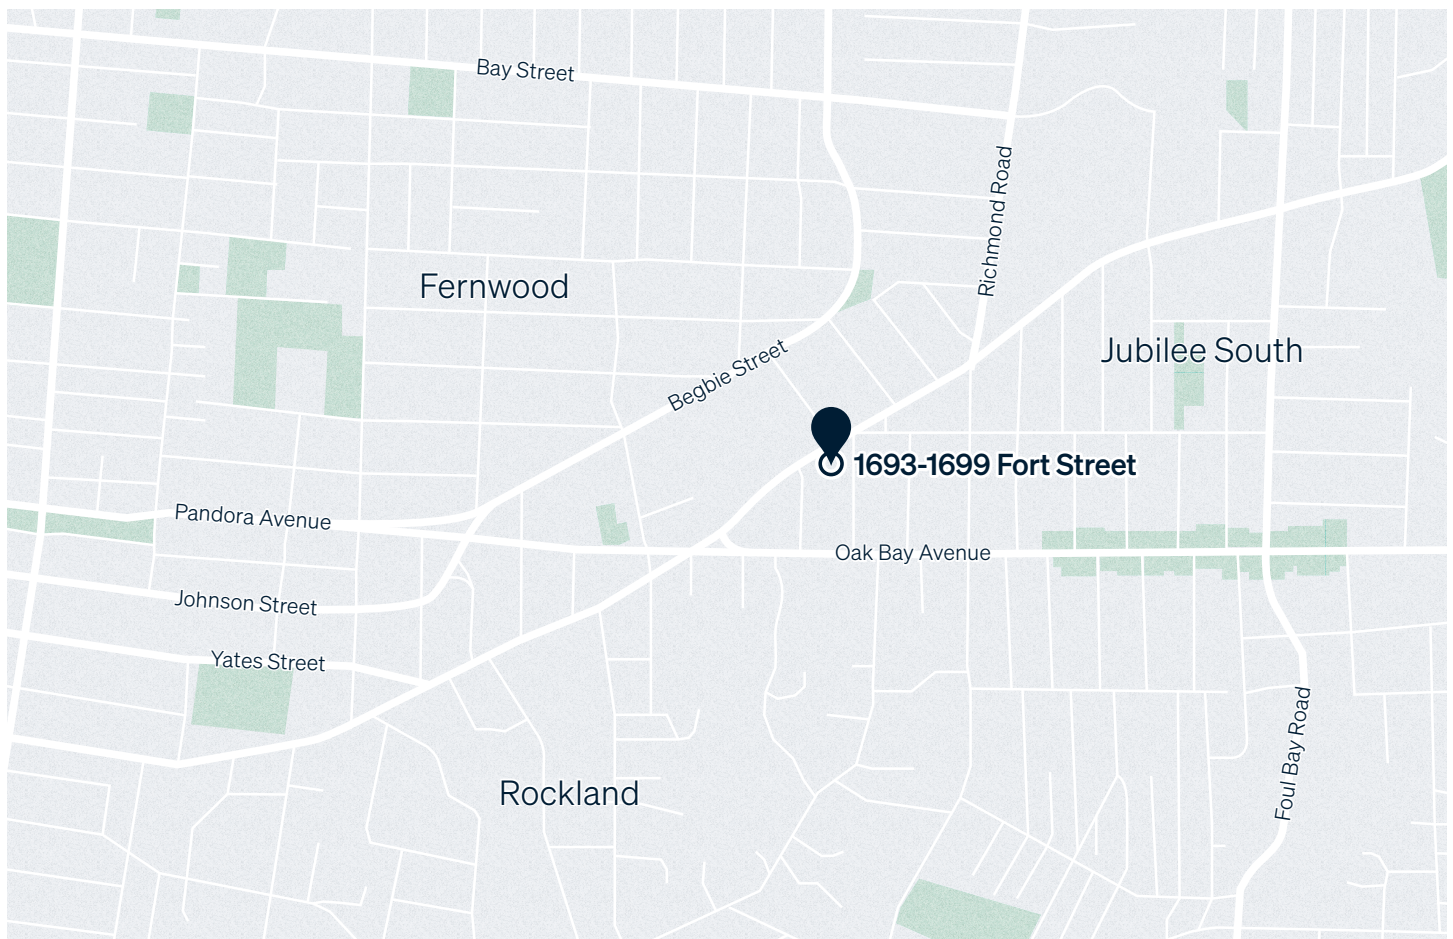 Bay Street
Richmond Road
Fernwood
Jubilee South
Begbie Street
1693-1699 Fort Street
Pandora Avenue
Oak Bay Avenue
Johnson Street
Yates Street
Foul Bay Road
Rockland